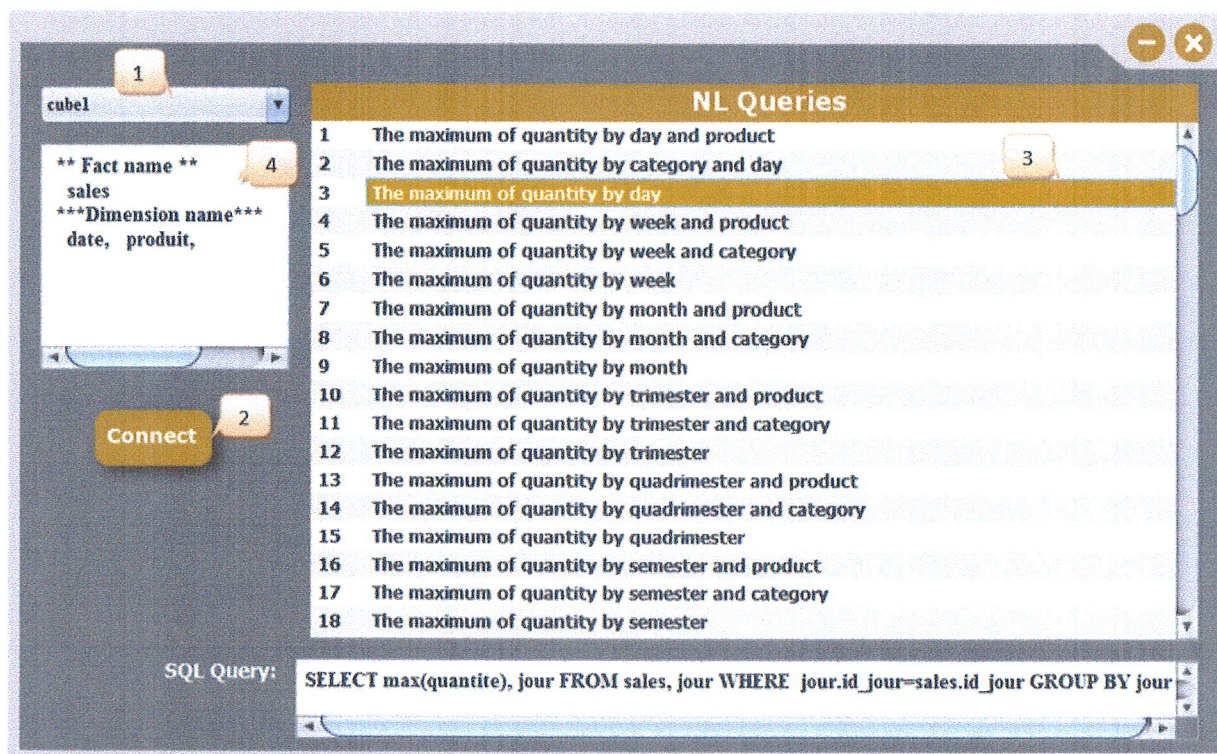 1
cube1
** Fact name **
sales
***Dimension name***
date, produit,
4
Connect
2
NL Queries
3
1 The maximum of quantity by day and product
2 The maximum of quantity by category and day
3 The maximum of quantity by day
4 The maximum of quantity by week and product
5 The maximum of quantity by week and category
6 The maximum of quantity by week
7 The maximum of quantity by month and product
8 The maximum of quantity by month and category
9 The maximum of quantity by month
10 The maximum of quantity by trimester and product
11 The maximum of quantity by trimester and category
12 The maximum of quantity by trimester
13 The maximum of quantity by quadrimester and product
14 The maximum of quantity by quadrimester and category
15 The maximum of quantity by quadrimester
16 The maximum of quantity by semester and product
17 The maximum of quantity by semester and category
18 The maximum of quantity by semester
SQL Query:
SELECT max(quantite), jour FROM sales, jour WHERE jour.id_jour=sales.id_jour GROUP BY jour